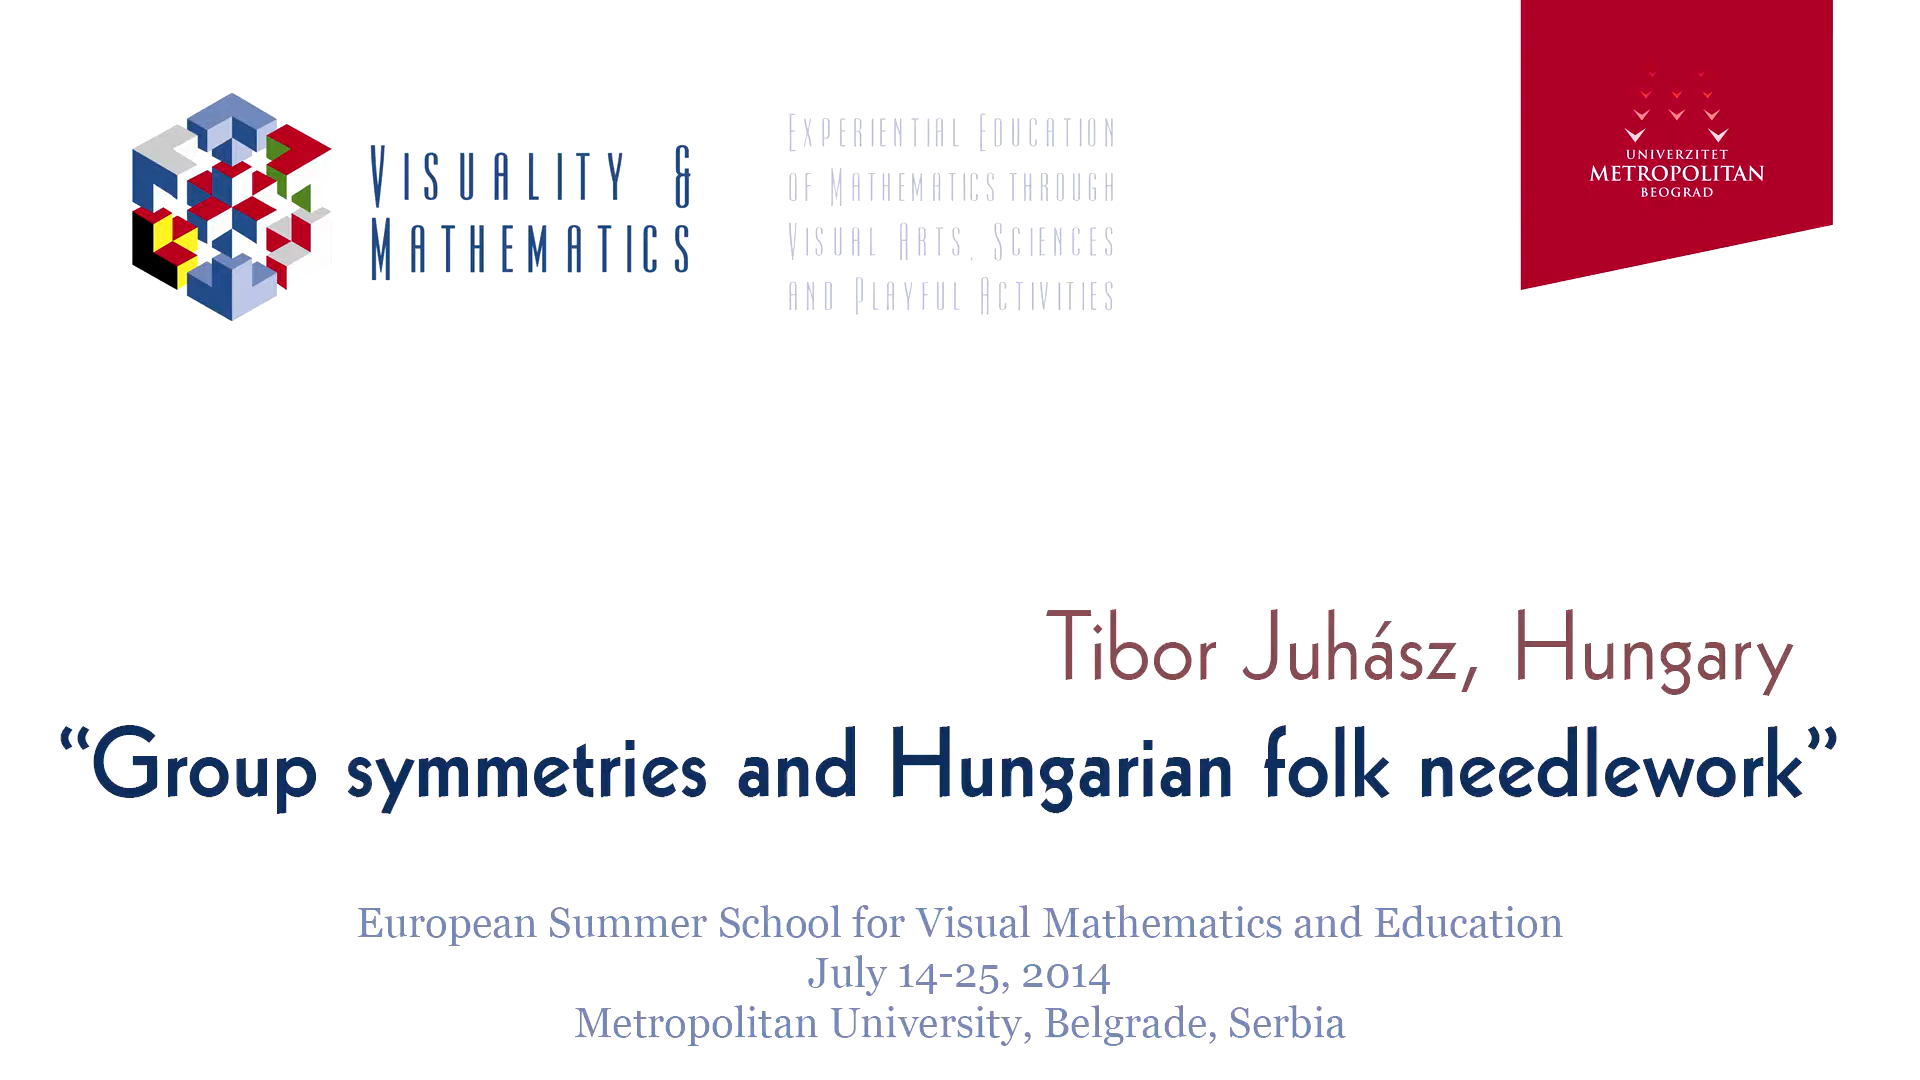 VISUALITY &
MATHEMATICS
EXPERIENTIAL EDUCATION
OF MATHEMATICS THROUGH
VISUAL ARTS, SCIENCES
AND PLAYFUL ACTIVITIES
UNIVERZITET
METROPOLITAN
BEOGRAD
Tibor Juhász, Hungary
“Group symmetries and Hungarian folk needlework”
European Summer School for Visual Mathematics and Education
July 14-25, 2014
Metropolitan University, Belgrade, Serbia